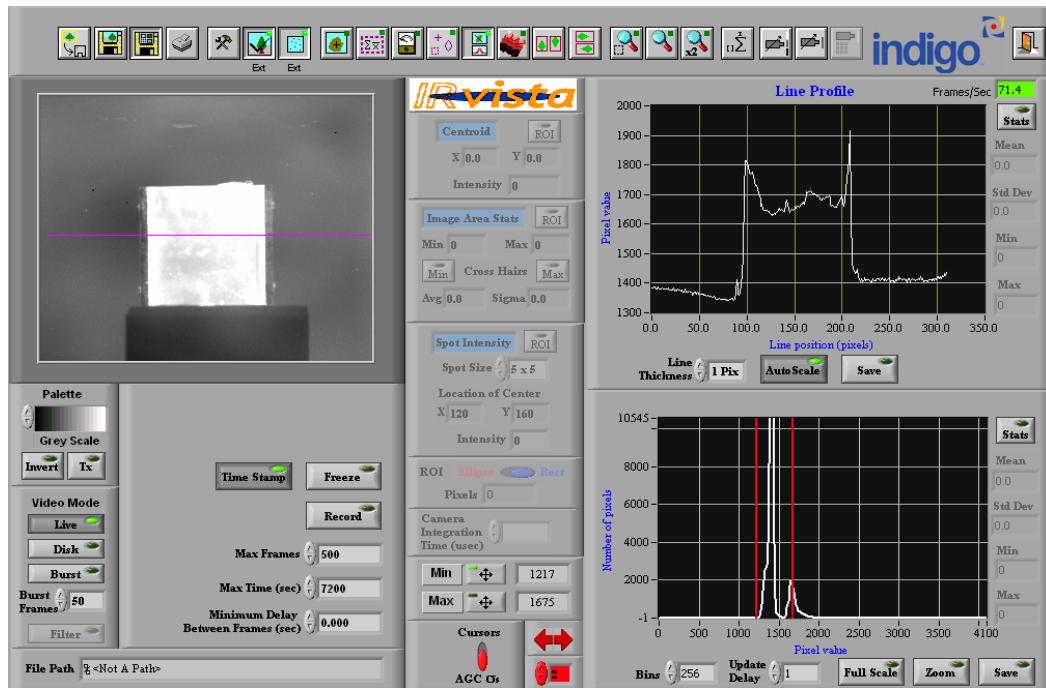 Ext Ext
x2
indigo
IRvista
Centroid ROI
X 0.0 Y 0.0
Intensity 0
Image Area Stats ROI
Min 0 Max 0
Min Cross Hairs Max
Avg 0.0 Sigma 0.0
Spot Intensity ROI
Spot Size 5 x 5
Location of Center
X 120 Y 160
Intensity 0
ROI Ellipse Rect
Pixels 0
Camera
Integration
Time (usec)
Min 1217
Max 1675
Cursors
AGC σs
2
Line Profile
Frames/Sec 71.4
Stats
Mean
0.0
Std Dev
0.0
Min
0
Max
0
Pixel value
2000
1900
1800
1700
1600
1500
1400
1300
0.0 50.0 100.0 150.0 200.0 250.0 300.0 350.0
Line position (pixels)
Line
Thickness 1 Pix
AutoScale
Save
Number of pixels
10545
8000
6000
4000
2000
-1
0 500 1000 1500 2000 2500 3000 3500 4100
Pixel value
Stats
Mean
0.0
Std Dev
0.0
Min
0
Max
0
Bins 256
Update
Delay 1
Full Scale
Zoom
Save
Palette
Grey Scale
Invert Tx
Video Mode
Live
Disk
Burst
Burst
Frames 50
Filter
Time Stamp
Freeze
Record
Max Frames 500
Max Time (sec) 7200
Minimum Delay
Between Frames (sec) 0.000
File Path % <Not A Path>